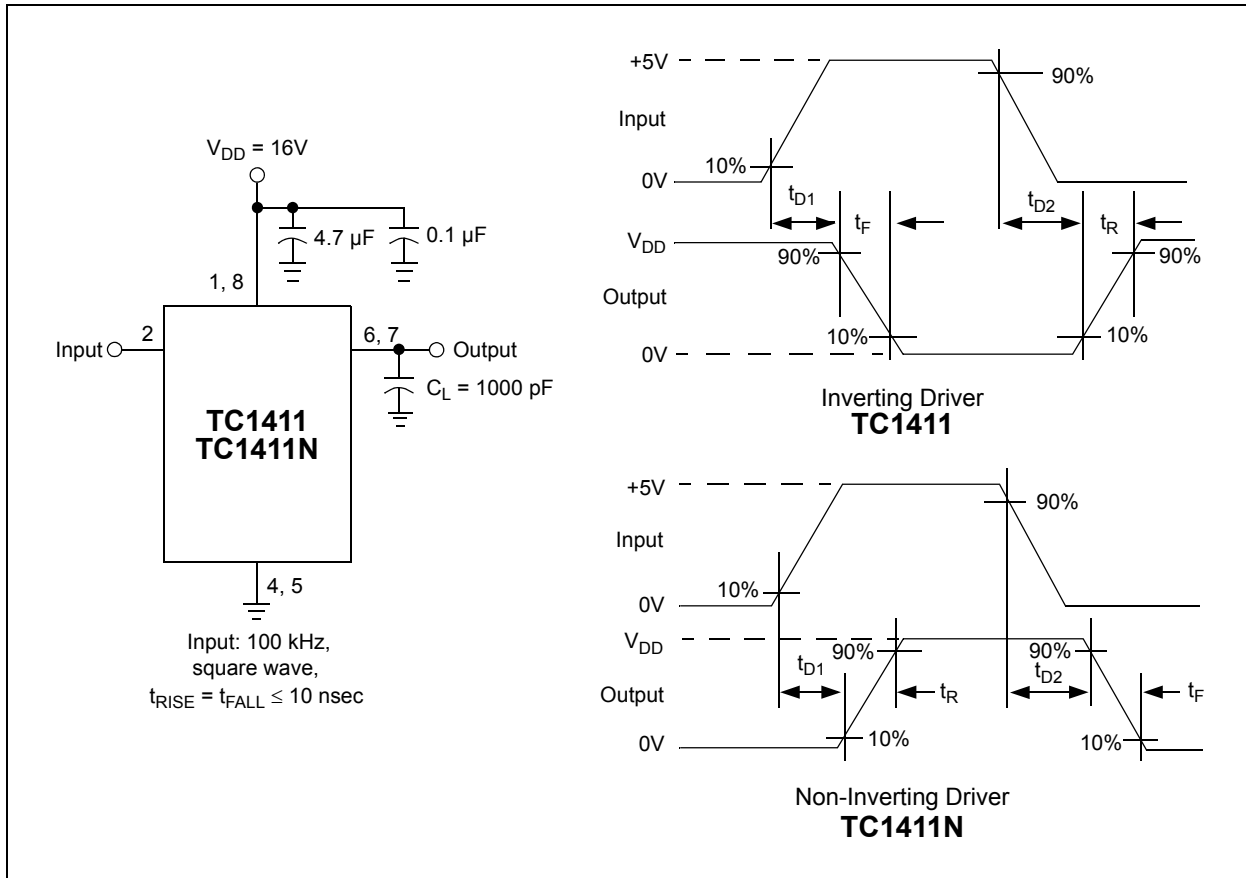 V_DD = 16V
4.7 µF
0.1 µF
1, 8
2
Input
6, 7
Output
C_L = 1000 pF
TC1411
TC1411N
4, 5
Input: 100 kHz,
square wave,
t_RISE = t_FALL ≤ 10 nsec
+5V
90%
Input
10%
0V
t_D1
t_F
t_D2
t_R
V_DD
90%
90%
Output
10%
10%
0V
Inverting Driver
TC1411
+5V
90%
Input
10%
0V
V_DD
t_D1
90%
90%
t_D2
t_R
t_F
Output
10%
10%
0V
Non-Inverting Driver
TC1411N